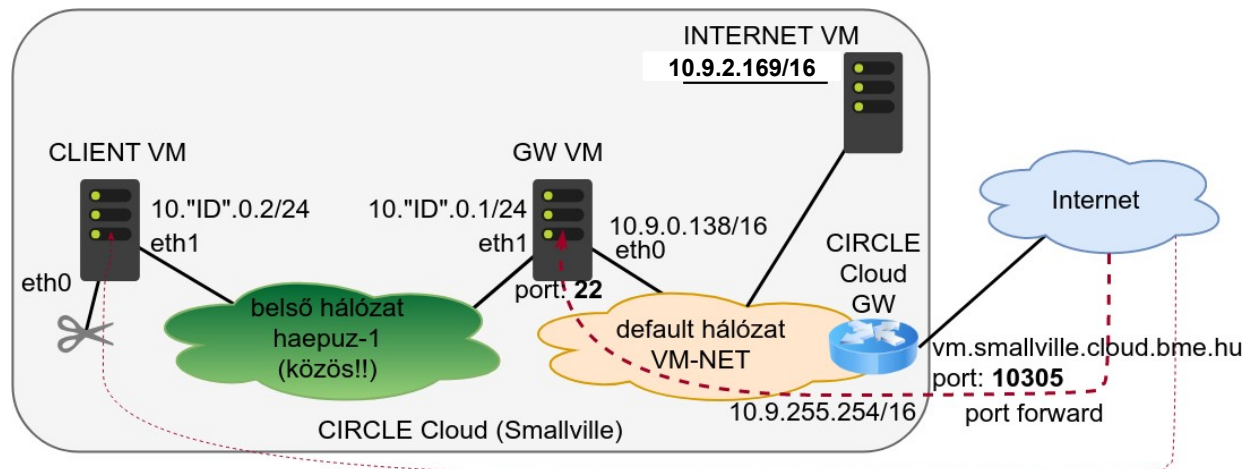 INTERNET VM
10.9.2.169/16
CLIENT VM
GW VM
10."ID".0.2/24
10."ID".0.1/24
eth1
eth1
10.9.0.138/16
eth0
eth0
port: 22
CIRCLE
Cloud
GW
Internet
belső hálózat
haepuz-1
(közös!!)
default hálózat
VM-NET
vm.smallville.cloud.bme.hu
port: 10305
10.9.255.254/16
port forward
CIRCLE Cloud (Smallville)